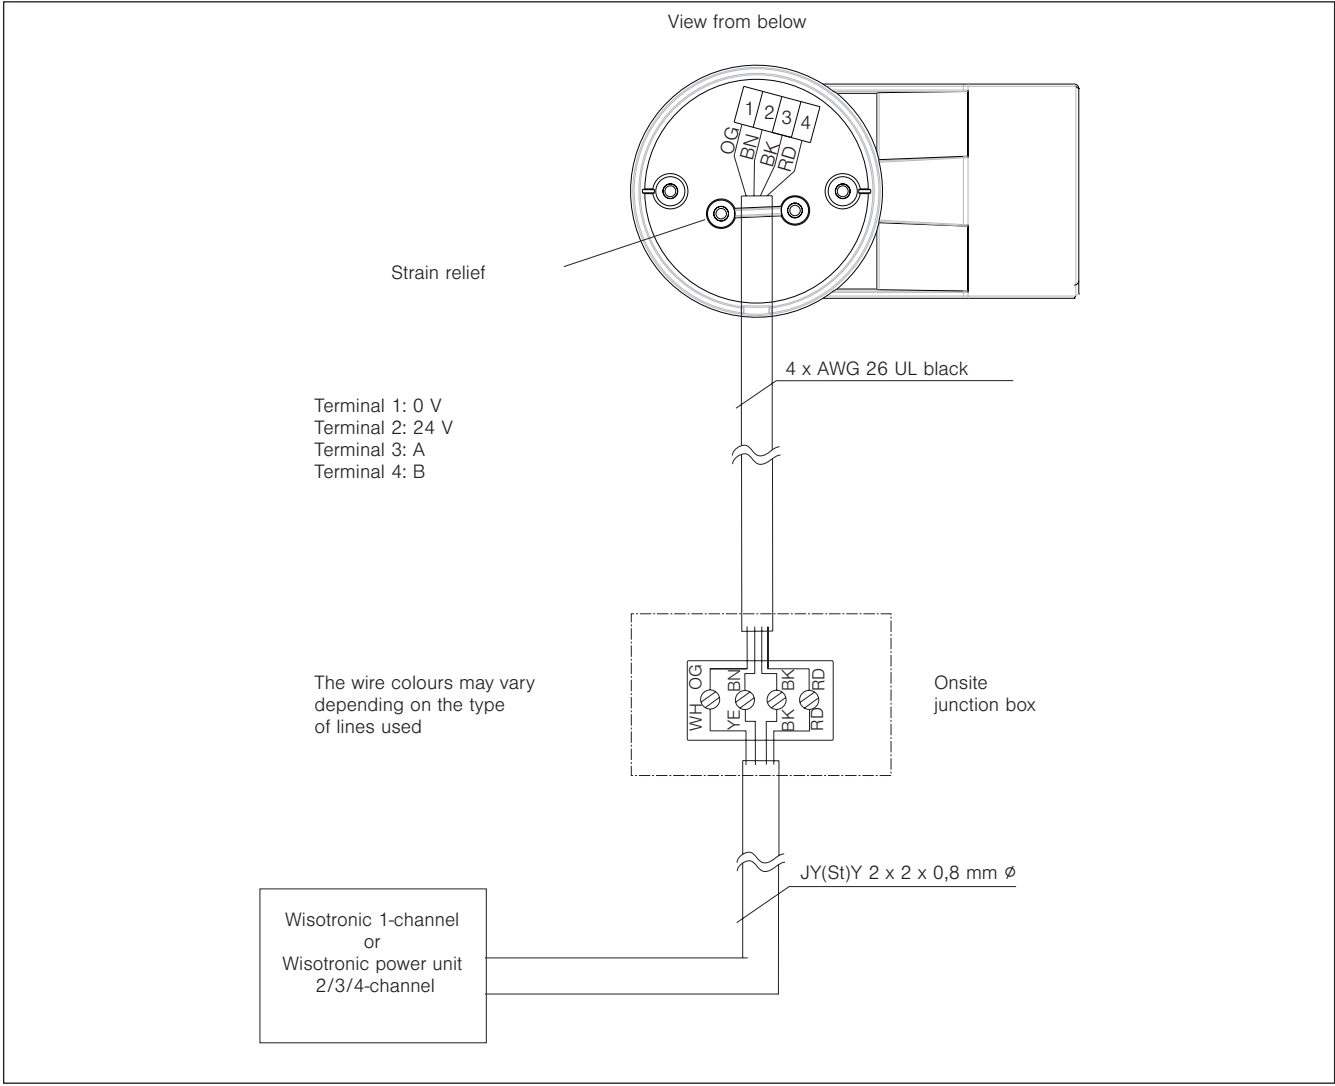 View from below
1 2 3 4
OG BN BK RD
Strain relief
4 x AWG 26 UL black
Terminal 1: 0 V
Terminal 2: 24 V
Terminal 3: A
Terminal 4: B
OG BN BK RD
WH YE BK RD
The wire colours may vary
depending on the type
of lines used
Onsite
junction box
JY(St)Y 2 x 2 x 0,8 mm ø
Wisotronic 1-channel
or
Wisotronic power unit
2/3/4-channel